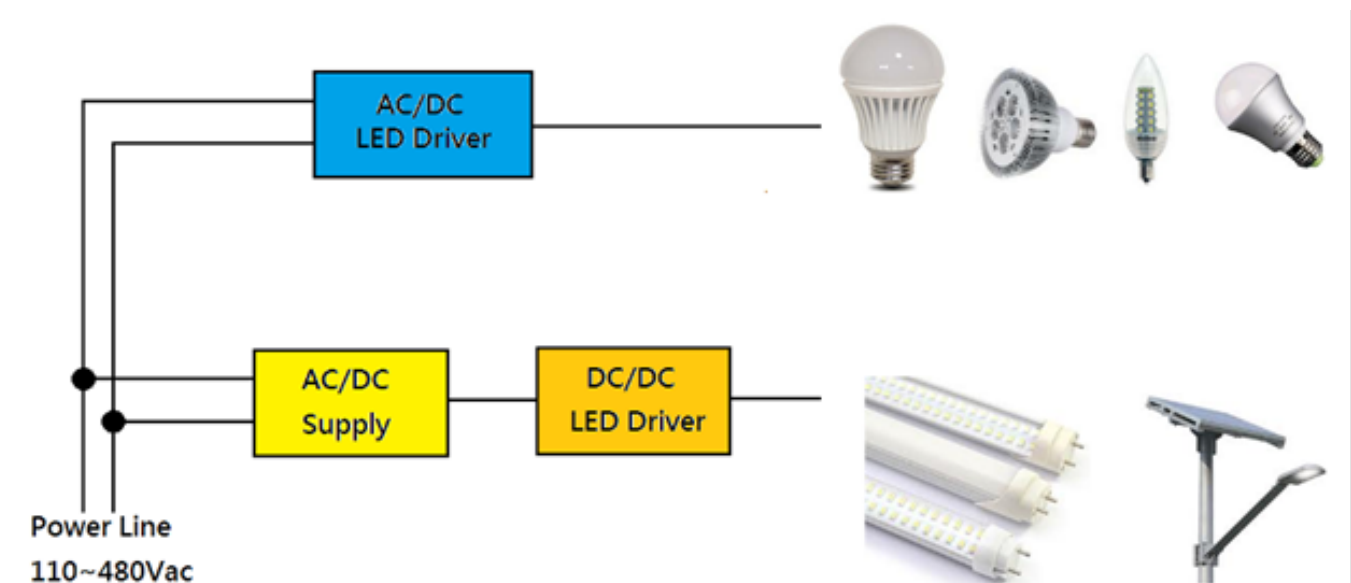 AC/DC
LED Driver
AC/DC
Supply
DC/DC
LED Driver
Power Line
110~480Vac